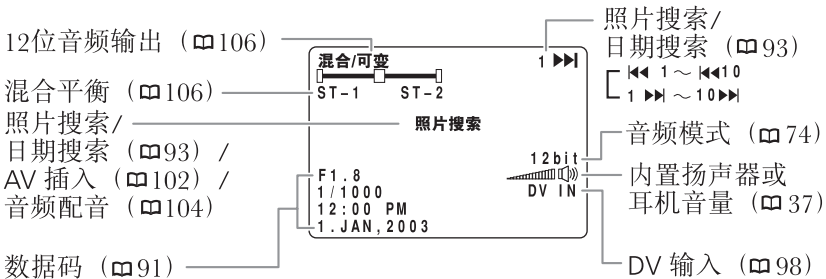 12位音频输出（106）
混合平衡（106）
照片搜索/
日期搜索（93）/
AV 插入（102）/
音频配音（104）
数据码（91）
混合/可变
ST-1 ST-2
1
照片搜索
12bit
DV IN
F1.8
1/1000
12:00 PM
1.JAN,2003
照片搜索/
日期搜索（93）
1～10
1～10
音频模式（74）
内置扬声器或
耳机音量（37）
DV 输入（98）